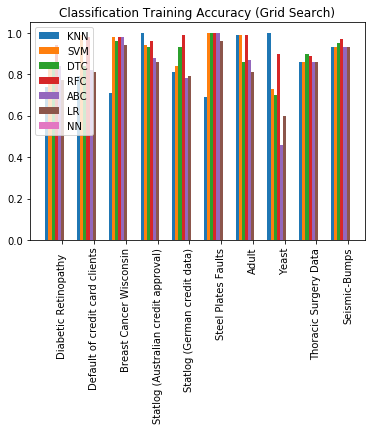 Classification Training Accuracy (Grid Search)
1.0
0.8
0.6
0.4
0.2
0.0
KNN
SVM
DTC
RFC
ABC
LR
NN
Diabetic Retinopathy
Default of credit card clients
Breast Cancer Wisconsin
Statlog (Australian credit approval)
Statlog (German credit data)
Steel Plates Faults
Adult
Yeast
Thoracic Surgery Data
Seismic-Bumps